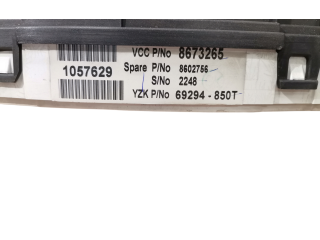 VCC P/No 8673265
1057629
Spare P/No 8602756
S/No 2248
YZK P/No 69294-850T